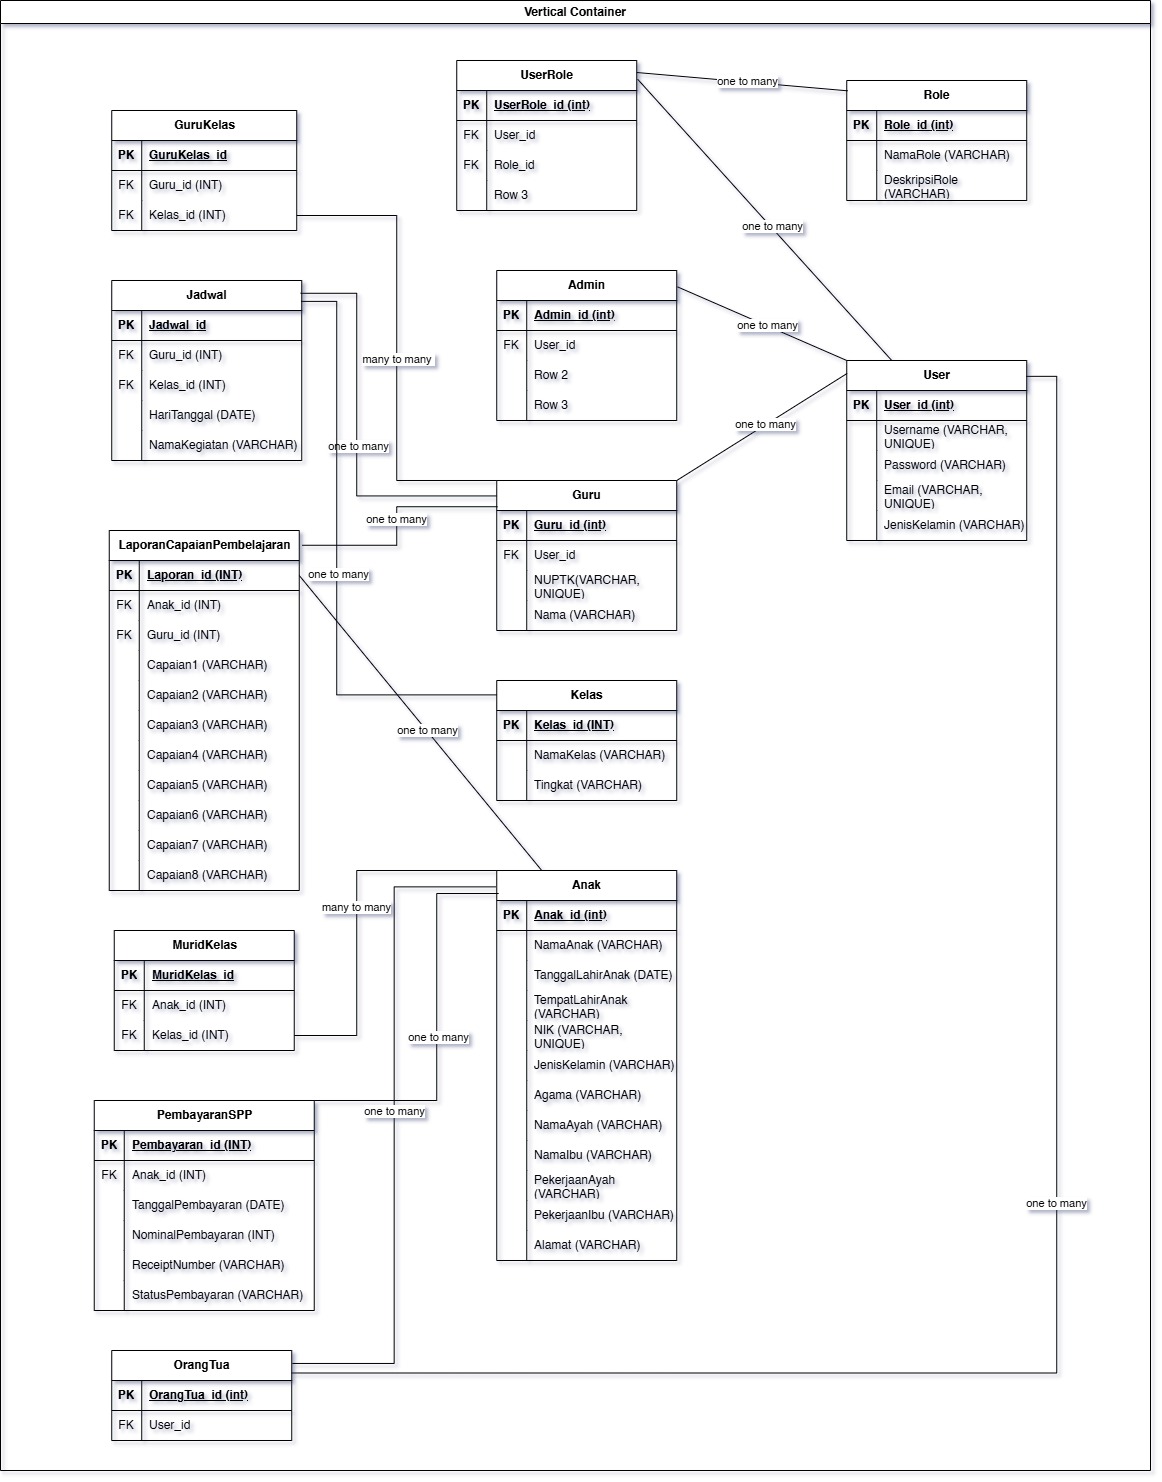 Vertical Container
UserRole
PK UserRole_id (int)
FK User_id
FK Role_id
Row 3
one to many
Role
PK Role_id (int)
NamaRole (VARCHAR)
DeskripsiRole
(VARCHAR)
GuruKelas
PK GuruKelas_id
FK Guru_id (INT)
FK Kelas_id (INT)
one to many
Jadwal
PK Jadwal_id
FK Guru_id (INT)
FK Kelas_id (INT)
HariTanggal (DATE)
NamaKegiatan (VARCHAR)
Admin
PK Admin_id (int)
FK User_id
Row 2
Row 3
one to many
many to many
User
PK User_id (int)
Username (VARCHAR,
UNIQUE)
Password (VARCHAR)
Email (VARCHAR,
UNIQUE)
JenisKelamin (VARCHAR)
one to many
one to many
Guru
PK Guru_id (int)
FK User_id
NUPTK(VARCHAR,
UNIQUE)
Nama (VARCHAR)
one to many
one to many
LaporanCapaianPembelajaran
PK Laporan_id (INT)
FK Anak_id (INT)
FK Guru_id (INT)
Capaian1 (VARCHAR)
Capaian2 (VARCHAR)
Capaian3 (VARCHAR)
Capaian4 (VARCHAR)
Capaian5 (VARCHAR)
Capaian6 (VARCHAR)
Capaian7 (VARCHAR)
Capaian8 (VARCHAR)
Kelas
PK Kelas_id (INT)
NamaKelas (VARCHAR)
Tingkat (VARCHAR)
one to many
Anak
PK Anak_id (int)
NamaAnak (VARCHAR)
TanggalLahirAnak (DATE)
TempatLahirAnak
(VARCHAR)
NIK (VARCHAR,
UNIQUE)
JenisKelamin (VARCHAR)
Agama (VARCHAR)
NamaAyah (VARCHAR)
NamaIbu (VARCHAR)
PekerjaanAyah
(VARCHAR)
PekerjaanIbu (VARCHAR)
Alamat (VARCHAR)
many to many
MuridKelas
PK MuridKelas_id
FK Anak_id (INT)
FK Kelas_id (INT)
one to many
one to many
PembayaranSPP
PK Pembayaran_id (INT)
FK Anak_id (INT)
TanggalPembayaran (DATE)
NominalPembayaran (INT)
ReceiptNumber (VARCHAR)
StatusPembayaran (VARCHAR)
one to many
OrangTua
PK OrangTua_id (int)
FK User_id